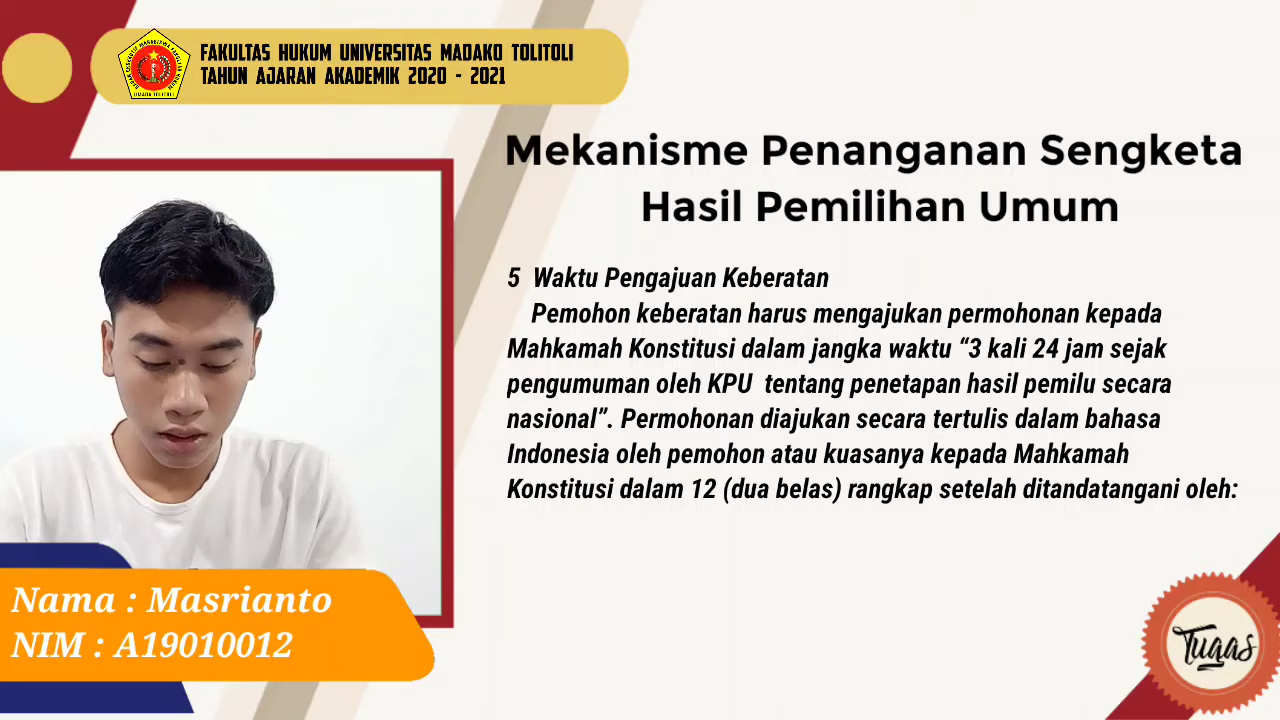 FAKULTAS HUKUM UNIVERSITAS MADAKO TOLITOLI
TAHUN AJARAN AKADEMIK 2020 - 2021
Mekanisme Penanganan Sengketa
Hasil Pemilihan Umum
5 Waktu Pengajuan Keberatan
Pemohon keberatan harus mengajukan permohonan kepada
Mahkamah Konstitusi dalam jangka waktu “3 kali 24 jam sejak
pengumuman oleh KPU tentang penetapan hasil pemilu secara
nasional”. Permohonan diajukan secara tertulis dalam bahasa
Indonesia oleh pemohon atau kuasanya kepada Mahkamah
Konstitusi dalam 12 (dua belas) rangkap setelah ditandatangani oleh:
Nama : Masrianto
NIM : A19010012
Tugas